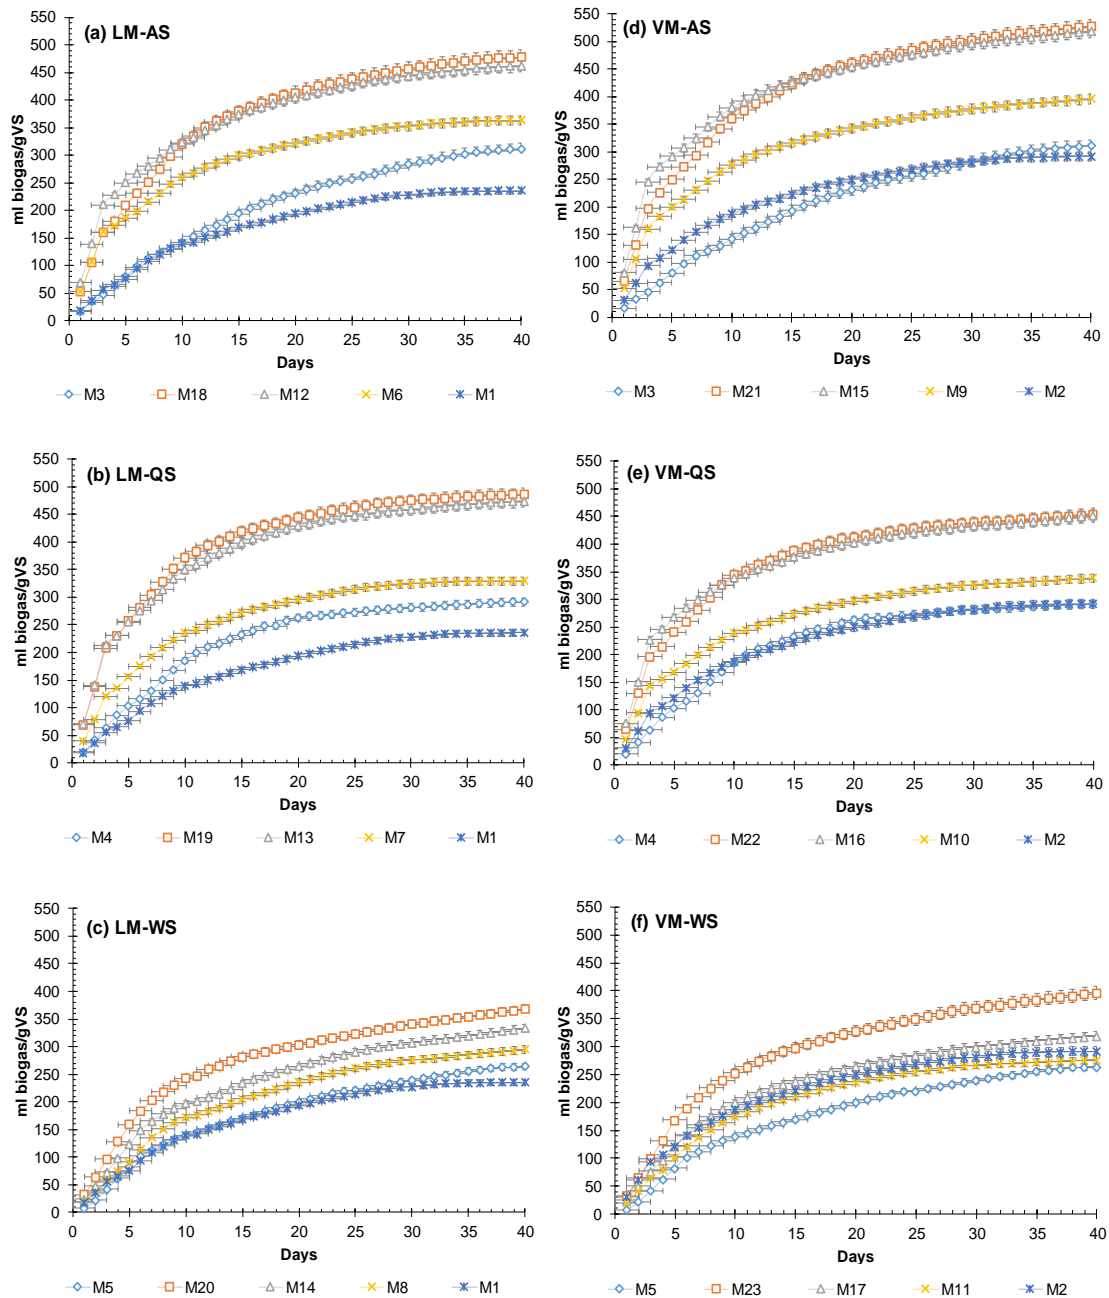 (a) LM-AS
ml biogas/gVS
550
500
450
400
350
300
250
200
150
100
50
0
0 5 10 15 20 25 30 35 40
Days
M3 M18 M12 M6 M1
(d) VM-AS
ml biogas/gVS
550
500
450
400
350
300
250
200
150
100
50
0
0 5 10 15 20 25 30 35 40
Days
M3 M21 M15 M9 M2
(b) LM-QS
ml biogas/gVS
550
500
450
400
350
300
250
200
150
100
50
0
0 5 10 15 20 25 30 35 40
Days
M4 M19 M13 M7 M1
(e) VM-QS
ml biogas/gVS
550
500
450
400
350
300
250
200
150
100
50
0
0 5 10 15 20 25 30 35 40
Days
M4 M22 M16 M10 M2
(c) LM-WS
ml biogas/gVS
550
500
450
400
350
300
250
200
150
100
50
0
0 5 10 15 20 25 30 35 40
Days
M5 M20 M14 M8 M1
(f) VM-WS
ml biogas/gVS
550
500
450
400
350
300
250
200
150
100
50
0
0 5 10 15 20 25 30 35 40
Days
M5 M23 M17 M11 M2